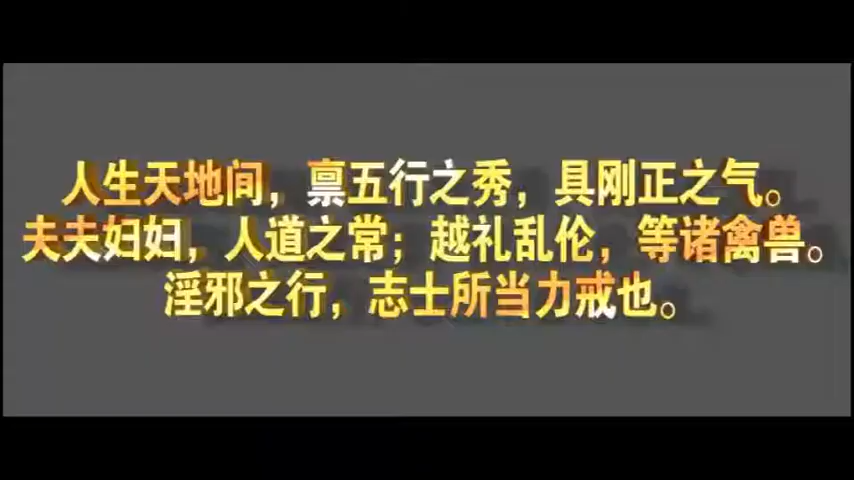 人生天地间，禀五行之秀，具刚正之气。
夫夫妇妇，人道之常；越礼乱伦，等诸禽兽。
淫邪之行，志士所当力戒也。